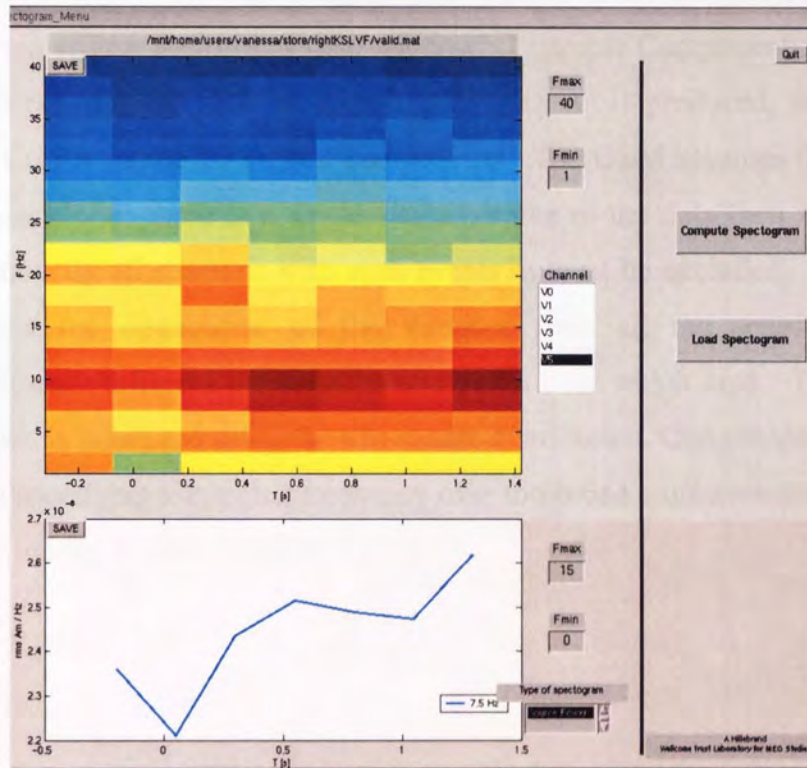 ctogram_Menu
/mnt/home/users/vanessa/store/rightKSLVF/valid.mat
Quit
SAVE
Fmax
40
Fmin
1
Compute Spectogram
Load Spectogram
Channel
V0
V1
V2
V3
V4
V5
F [Hz]
40
35
30
25
20
15
10
5
-0.2 0 0.2 0.4 0.6 0.8 1 1.2 1.4
T [s]
x 10
SAVE
2.7
2.6
2.5
2.4
2.3
2.2
rms Am / Hz
-0.5 0 0.5 1 1.5
T [s]
7.5 Hz
Fmax
15
Fmin
0
Type of spectogram
A Hillebrand
Wellcome Trust Laboratory for MEG Studie